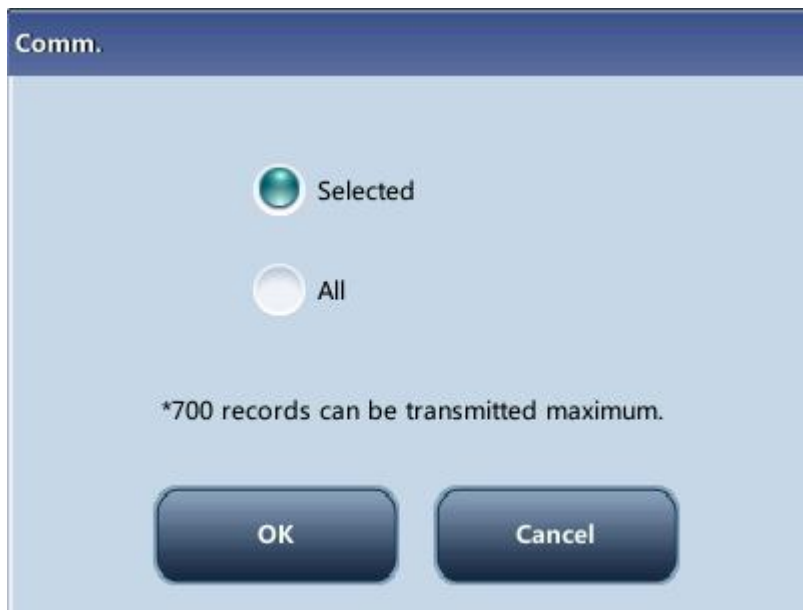 Comm.
Selected
All
*700 records can be transmitted maximum.
OK
Cancel